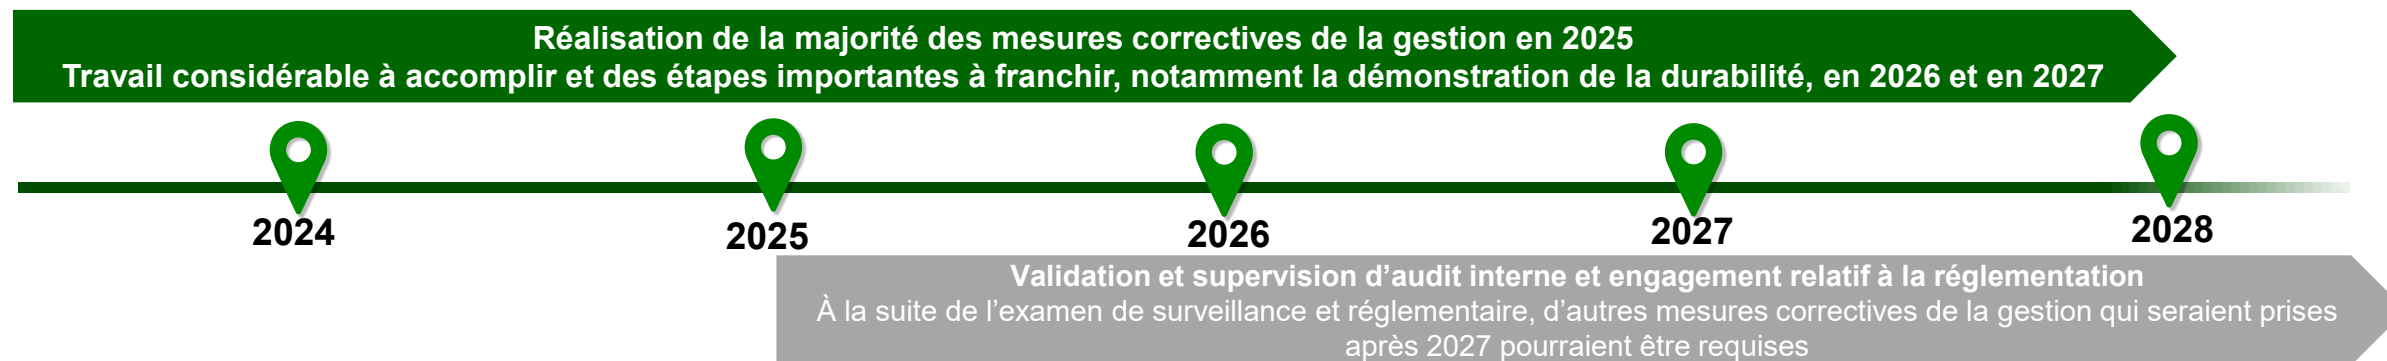 Réalisation de la majorité des mesures correctives de la gestion en 2025
Travail considérable à accomplir et des étapes importantes à franchir, notamment la démonstration de la durabilité, en 2026 et en 2027
2024
2025
2026
2027
2028
Validation et supervision d’audit interne et engagement relatif à la réglementation
À la suite de l’examen de surveillance et réglementaire, d’autres mesures correctives de la gestion qui seraient prises
après 2027 pourraient être requises